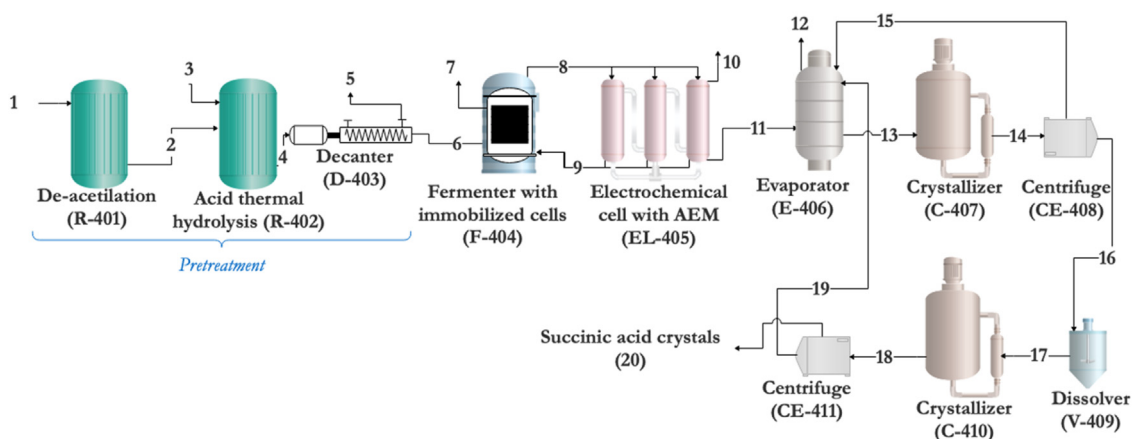 15
12
10
3
7
8
5
1
2
4
6
9
11
13
14
De-acetilation
(R-401)
Acid thermal
hydrolysis (R-402)
Decanter
(D-403)
Fermenter with
immobilized cells
(F-404)
Electrochemical
cell with AEM
(EL-405)
Evaporator
(E-406)
Crystallizer
(C-407)
Centrifuge
(CE-408)
Pretreatment
16
19
Succinic acid crystals
(20)
18
17
Centrifuge
(CE-411)
Crystallizer
(C-410)
Dissolver
(V-409)